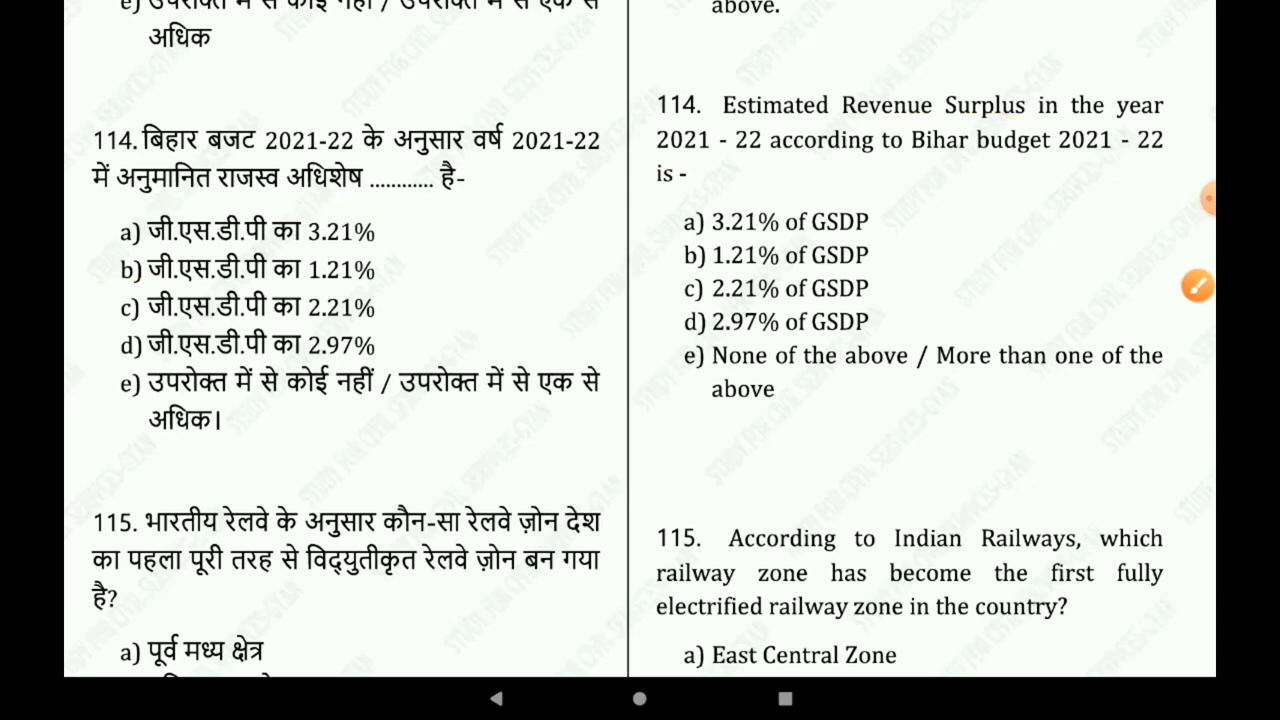 e) उपरोक्त में से कोई नहीं / उपरोक्त में से एक से
अधिक
114. बिहार बजट 2021-22 के अनुसार वर्ष 2021-22
में अनुमानित राजस्व अधिशेष ............ है-
a) जी.एस.डी.पी का 3.21%
b) जी.एस.डी.पी का 1.21%
c) जी.एस.डी.पी का 2.21%
d) जी.एस.डी.पी का 2.97%
e) उपरोक्त में से कोई नहीं / उपरोक्त में से एक से
अधिक।
115. भारतीय रेलवे के अनुसार कौन-सा रेलवे ज़ोन देश
का पहला पूरी तरह से विद्युतीकृत रेलवे ज़ोन बन गया
है?
a) पूर्व मध्य क्षेत्र
above.
114. Estimated Revenue Surplus in the year
2021 - 22 according to Bihar budget 2021 - 22
is -
a) 3.21% of GSDP
b) 1.21% of GSDP
c) 2.21% of GSDP
d) 2.97% of GSDP
e) None of the above / More than one of the
above
115. According to Indian Railways, which
railway zone has become the first fully
electrified railway zone in the country?
a) East Central Zone